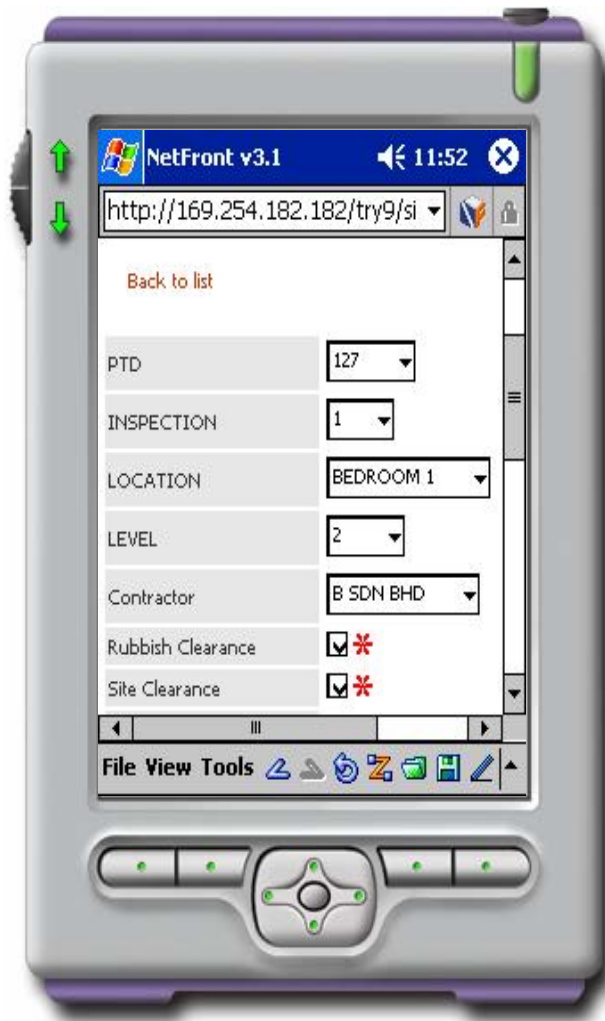 NetFront v3.1 11:52
http://169.254.182.182/try9/si
Back to list
PTD 127
INSPECTION 1
LOCATION BEDROOM 1
LEVEL 2
Contractor B SDN BHD
Rubbish Clearance *
Site Clearance *
File View Tools